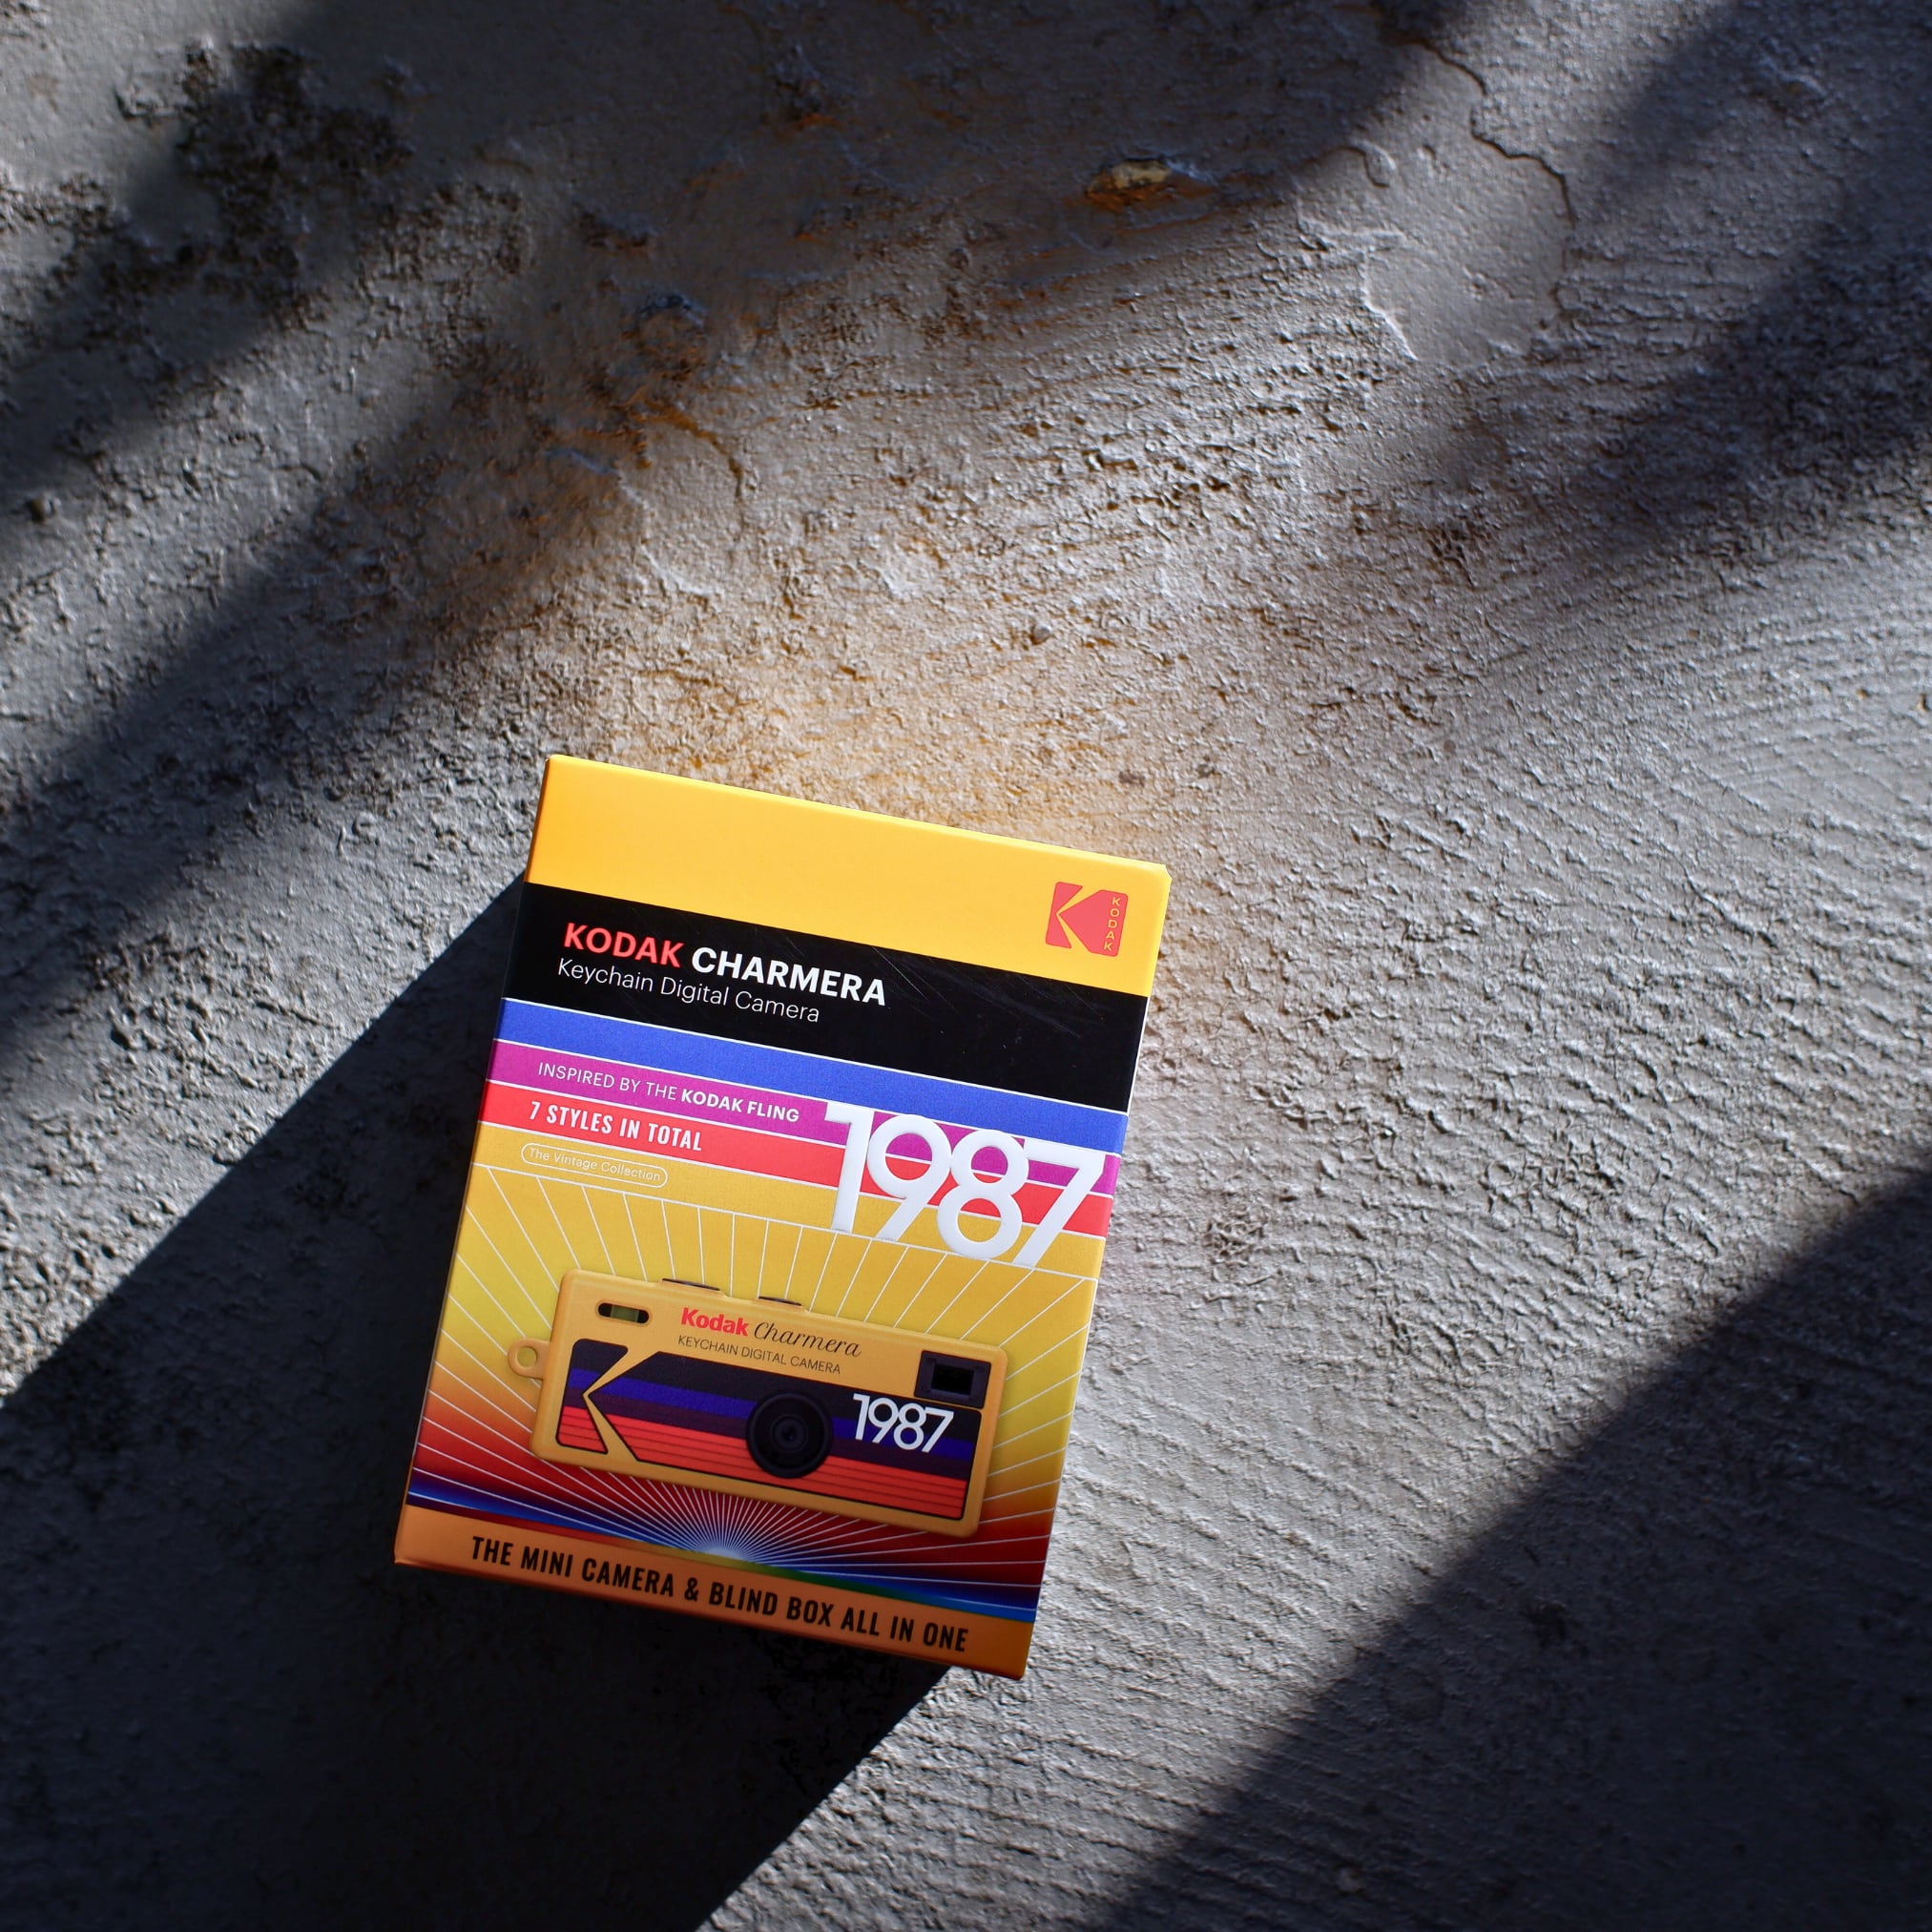 KODAK
KODAK CHARMERA
Keychain Digital Camera
INSPIRED BY THE KODAK FLING
7 STYLES IN TOTAL
1987
The Vintage Collection
Kodak Charmera
KEYCHAIN DIGITAL CAMERA
1987
THE MINI CAMERA & BLIND BOX ALL IN ONE